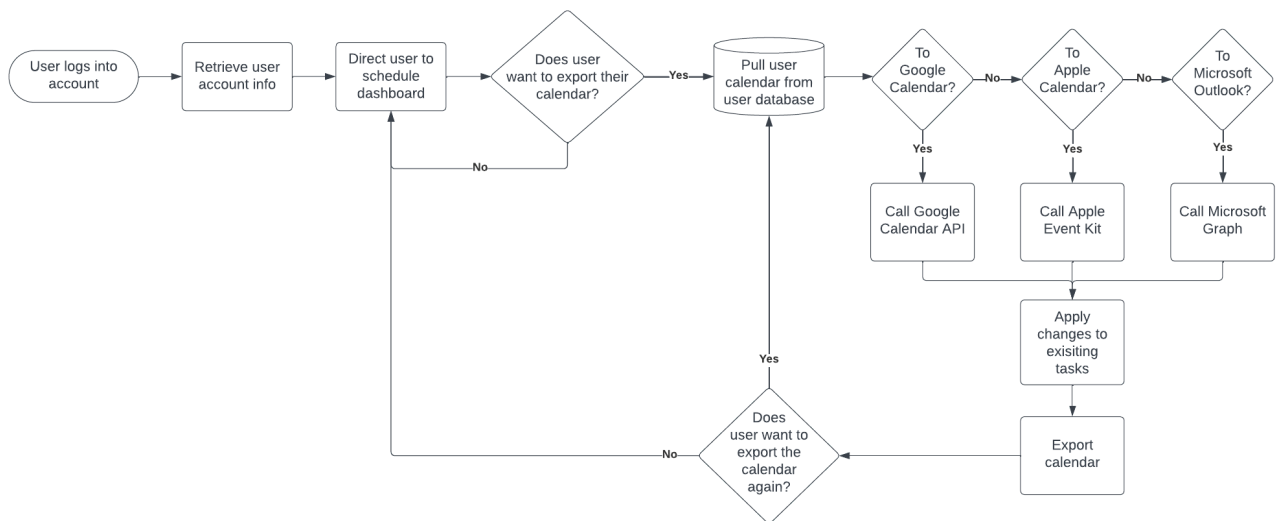 User logs into
account
Retrieve user
account info
Direct user to
schedule
dashboard
Does user
want to export their
calendar?
Yes
No
Pull user
calendar from
user database
To
Google
Calendar?
No
To
Apple
Calendar?
No
To
Microsoft
Outlook?
Yes
Yes
Yes
Call Google
Calendar API
Call Apple
Event Kit
Call Microsoft
Graph
Apply
changes to
exisiting
tasks
Export
calendar
Does
user want to
export the
calendar
again?
Yes
No